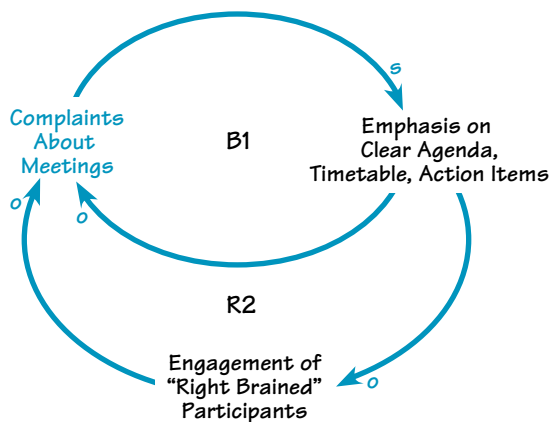 s
Complaints
About
Meetings
B1
Emphasis on
Clear Agenda,
Timetable, Action Items
o
o
R2
Engagement of
“Right Brained”
Participants
o